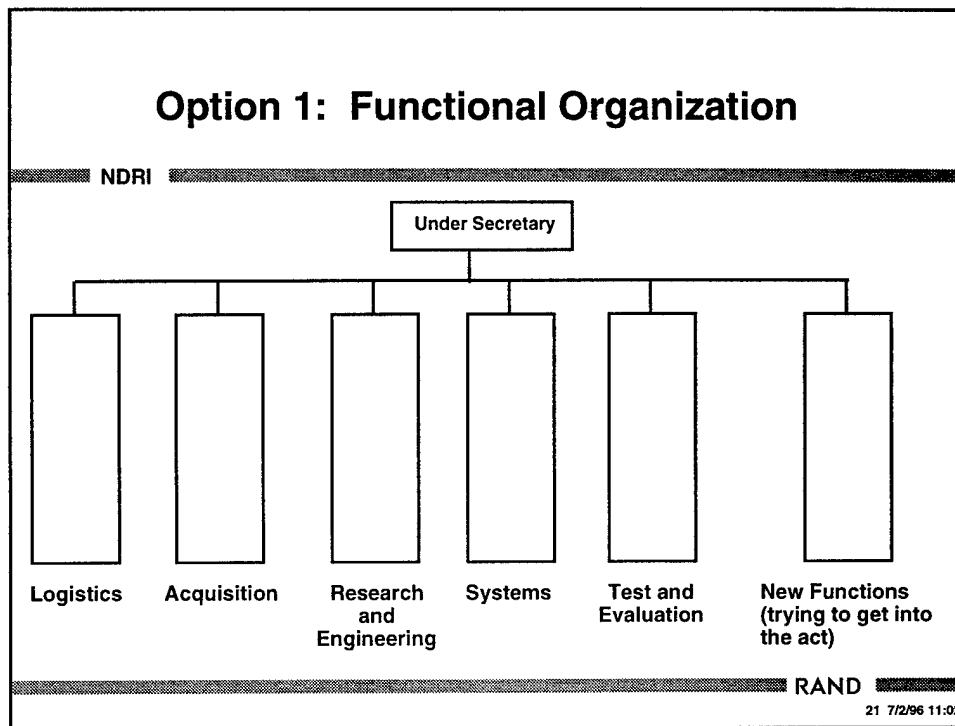 Option 1: Functional Organization
NDRI
Under Secretary
Logistics
Acquisition
Research
and
Engineering
Systems
Test and
Evaluation
New Functions
(trying to get into
the act)
RAND
21 7/2/96 11:02